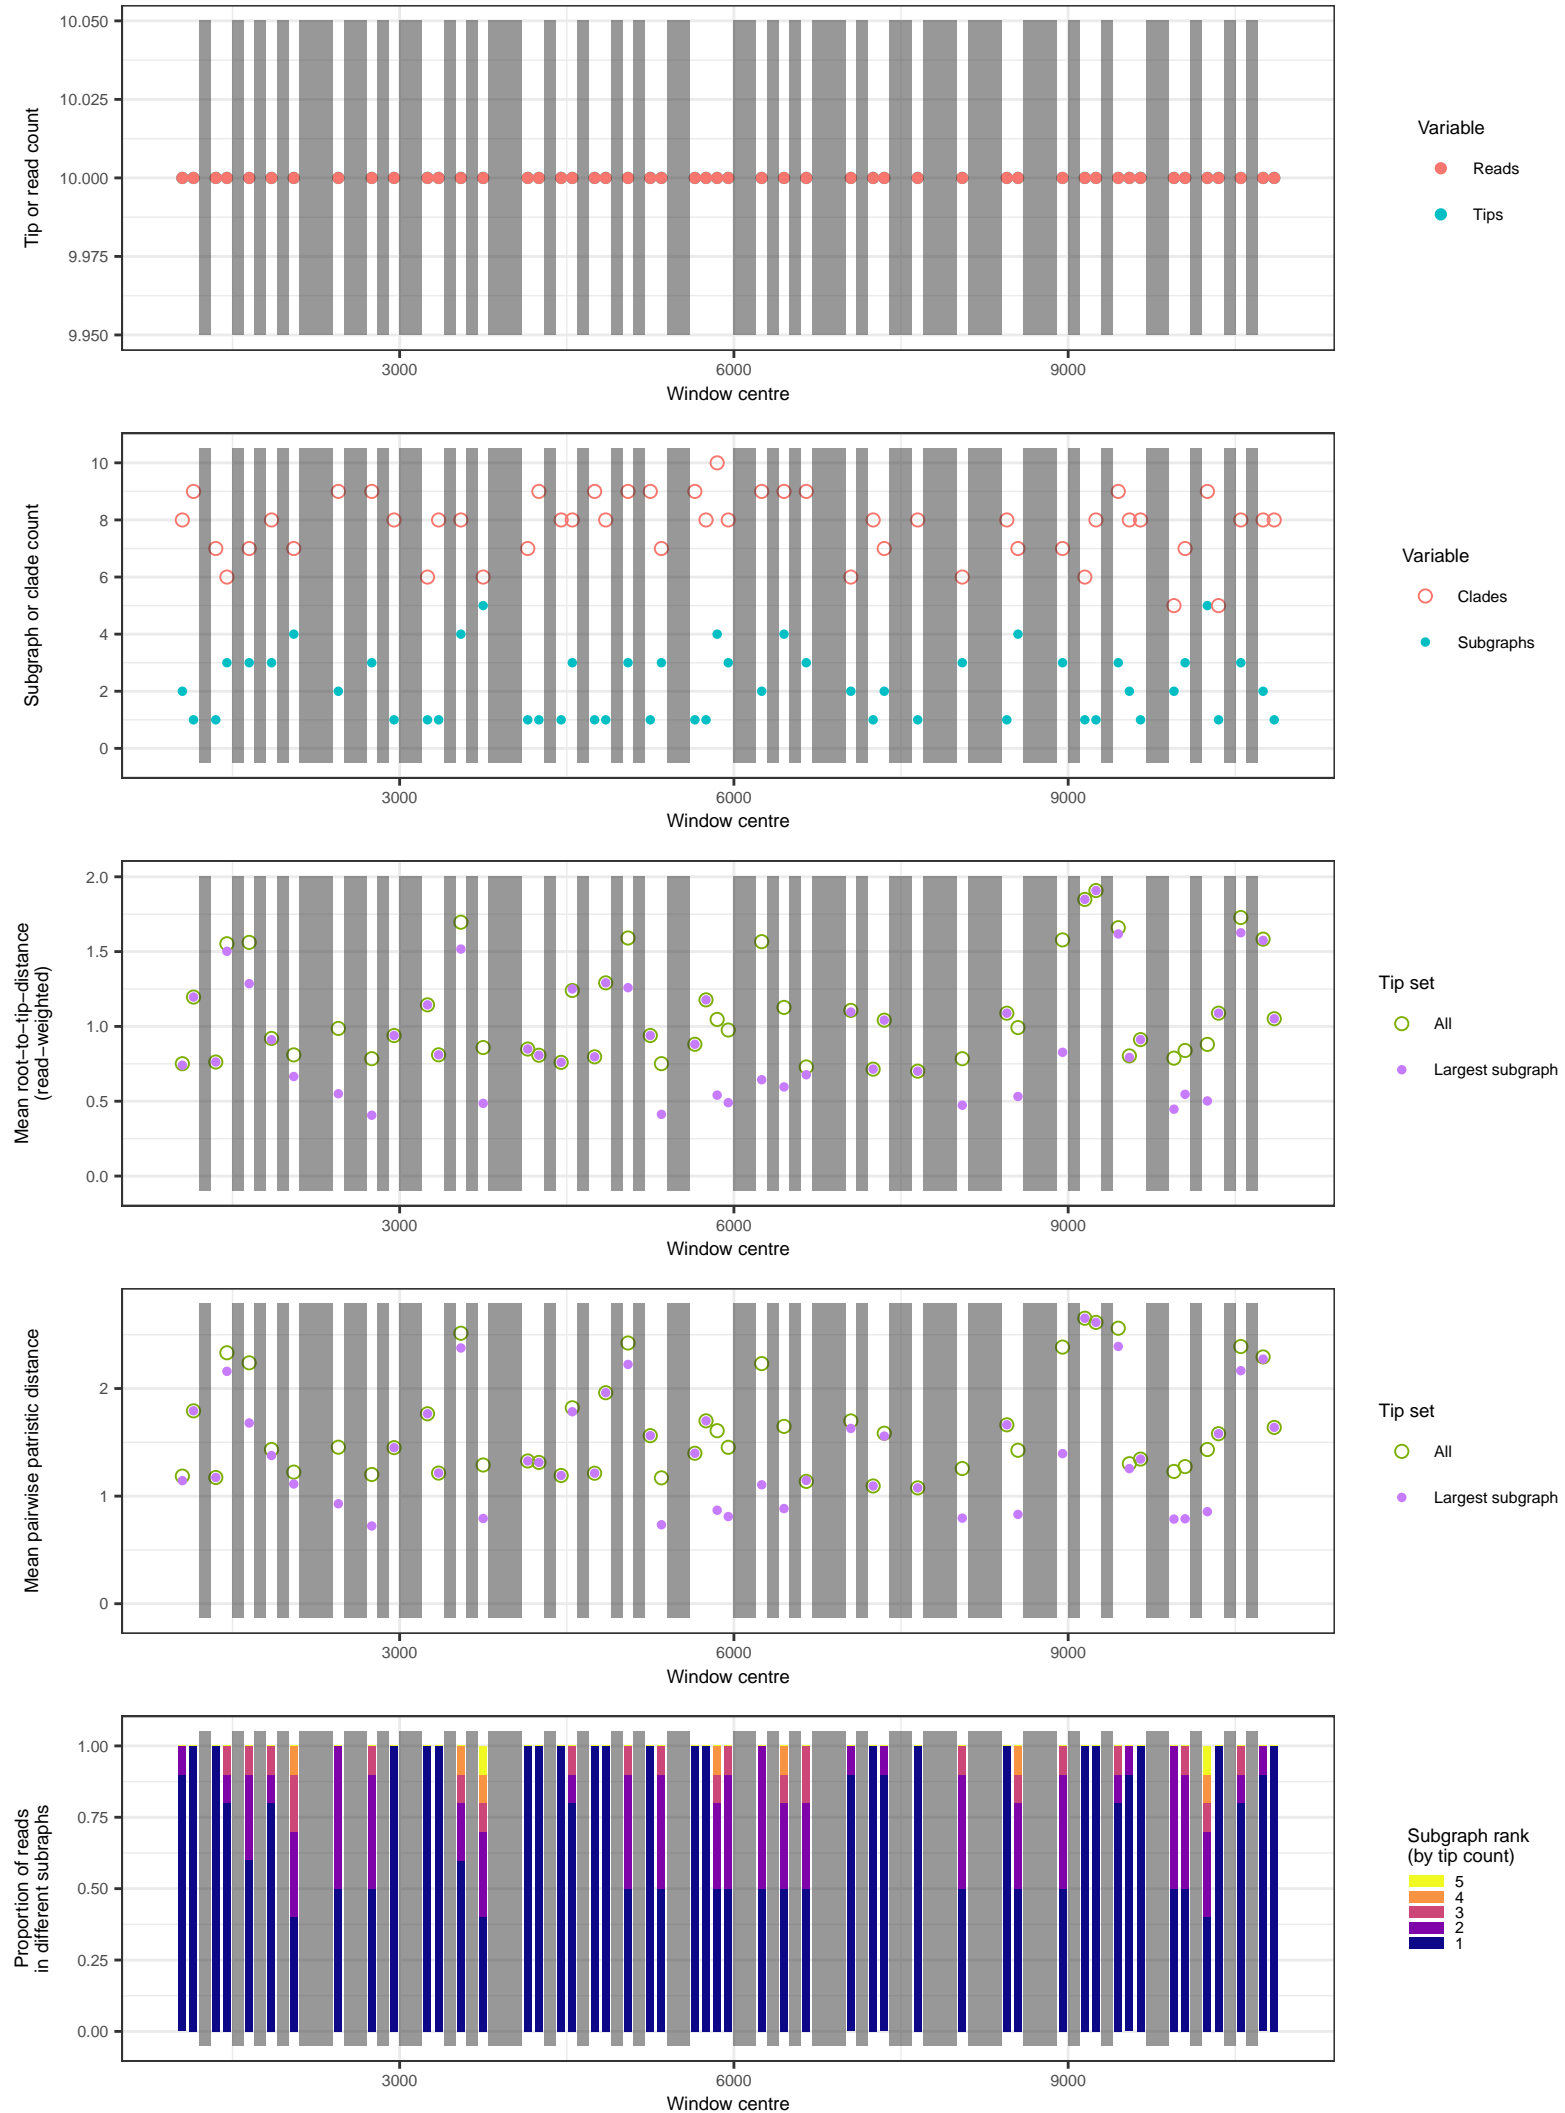 10.050
10.025
10.000
9.975
9.950
Tip or read count
3000
6000
9000
Window centre
Variable
Reads
Tips
10
8
6
4
2
0
Subgraph or clade count
3000
6000
9000
Window centre
Variable
Clades
Subgraphs
2.0
1.5
1.0
0.5
0.0
Mean root−to−tip−distance
(read−weighted)
3000
6000
9000
Window centre
Tip set
All
Largest subgraph
2
1
0
Mean pairwise patristic distance
3000
6000
9000
Window centre
Tip set
All
Largest subgraph
1.00
0.75
0.50
0.25
0.00
Proportion of reads
in different subraphs
3000
6000
9000
Window centre
Subgraph rank
(by tip count)
5
4
3
2
1